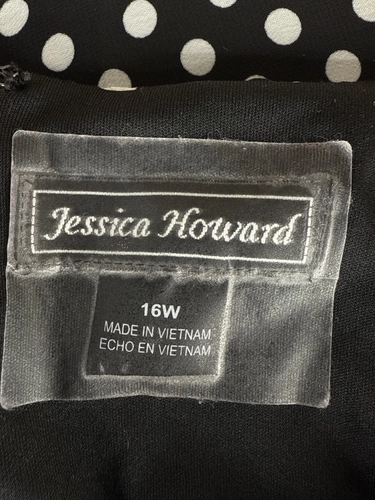 Jessica Howard
16W
MADE IN VIETNAM
ECHO EN VIETNAM